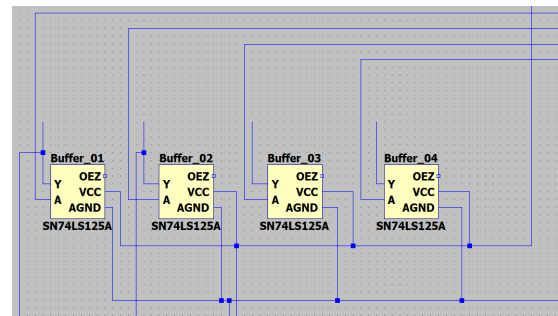 Buffer_01 Buffer_02 Buffer_03 Buffer_04
OEZ OEZ OEZ OEZ
Y VCC Y VCC Y VCC Y VCC
A AGND A AGND A AGND A AGND
SN74LS125A SN74LS125A SN74LS125A SN74LS125A